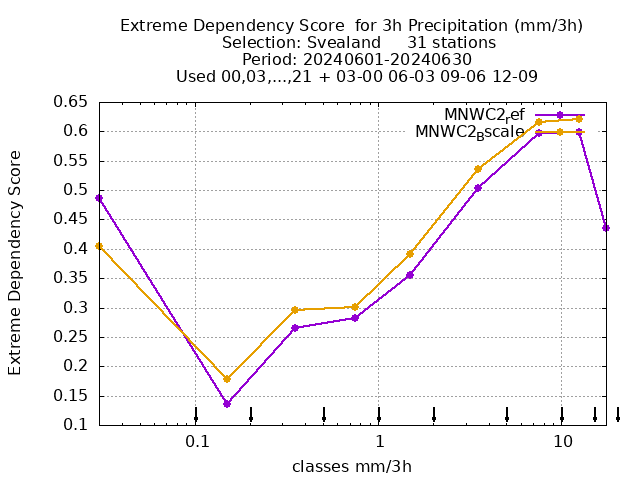 Extreme Dependency Score  for 3h Precipitation (mm/3h)
Selection: Svealand     31 stations
Period: 20240601-20240630
Used 00,03,...,21 + 03-00 06-03 09-06 12-09
MNWC2ref
MNWC2Bscale
Extreme Dependency Score
0.65
0.6
0.55
0.5
0.45
0.4
0.35
0.3
0.25
0.2
0.15
0.1
0.1 1 10
classes mm/3h